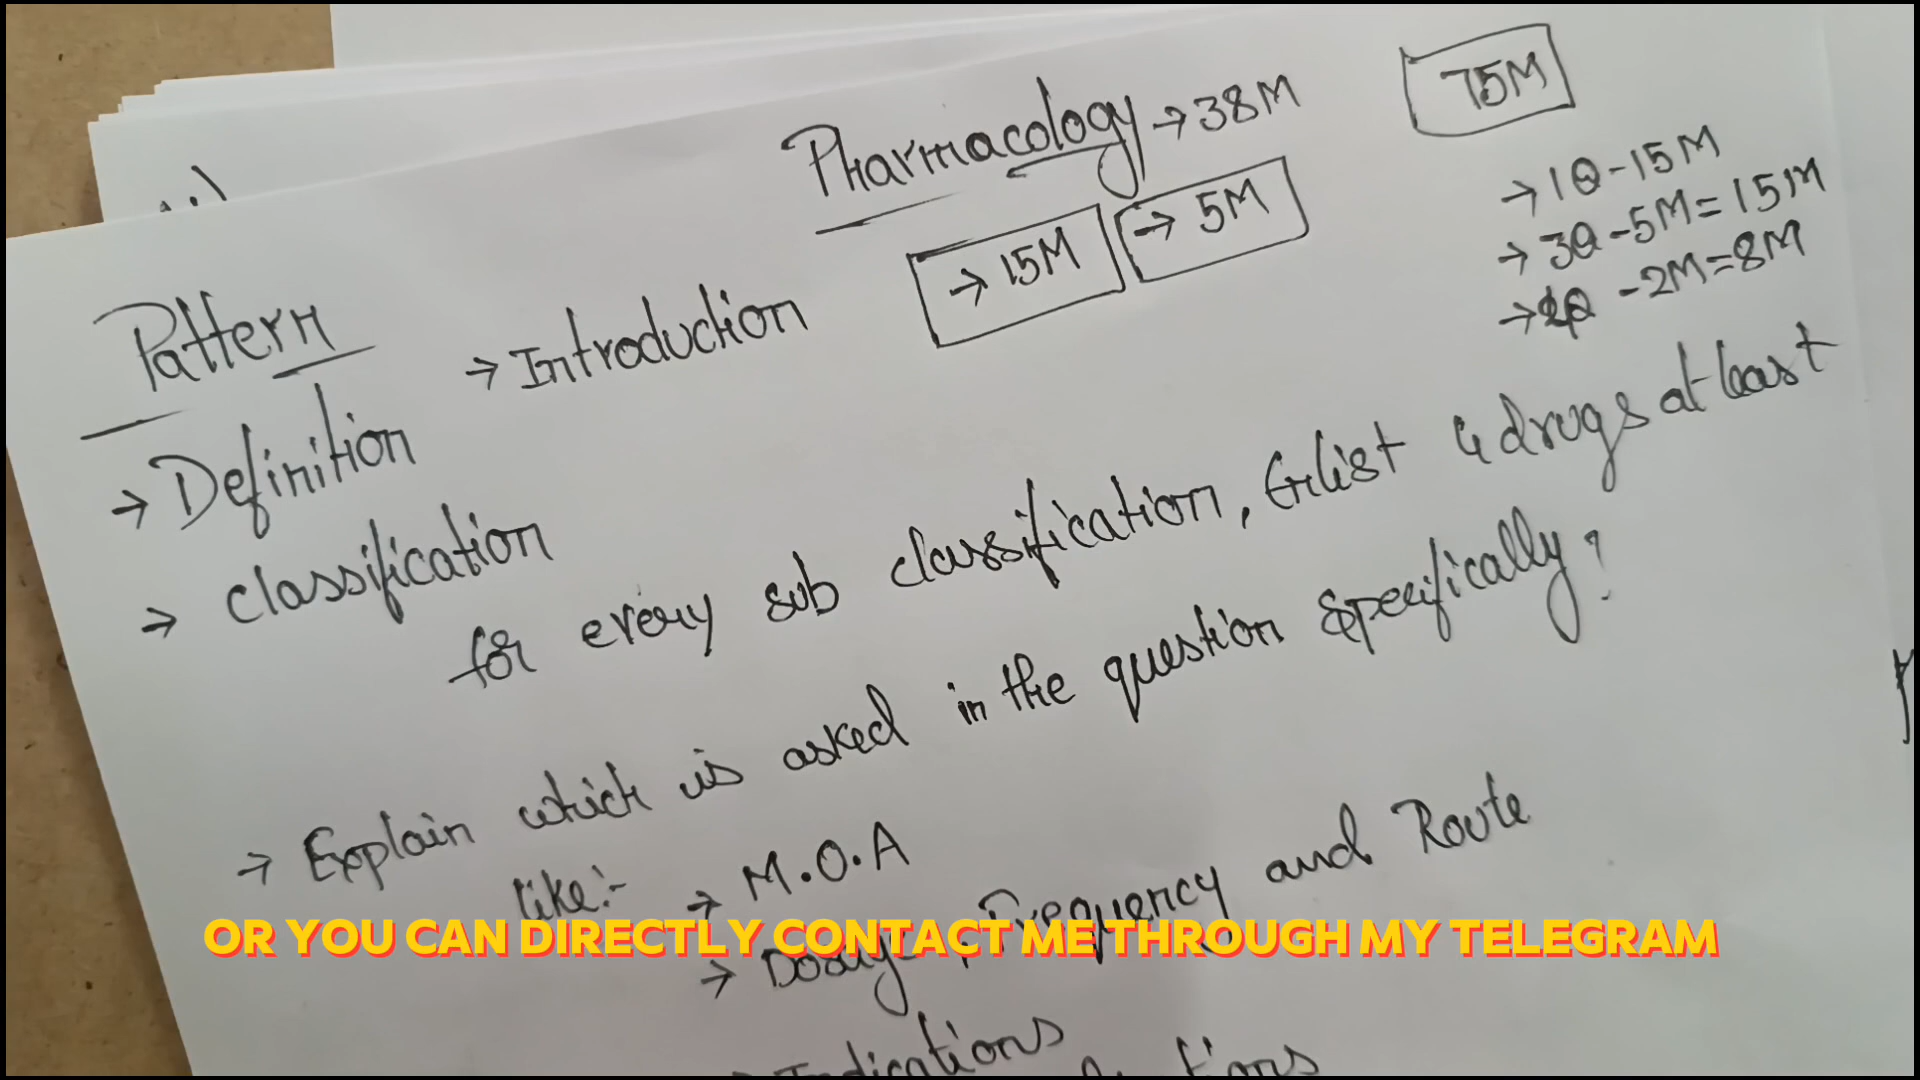 Pharmacology → 38M
75M
→ 15M → 5M
→ 1Q - 15M
→ 3Q - 5M = 15M
→ 4Q - 2M = 8M
Pattern
→ Introduction
→ Definition
→ classification
for every sub classification, Enlist 4 drugs at least
→ Explain which is asked in the question specifically?
like:- → M.O.A
→ Dosage, Frequency and Route
OR YOU CAN DIRECTLY CONTACT ME THROUGH MY TELEGRAM
Indications